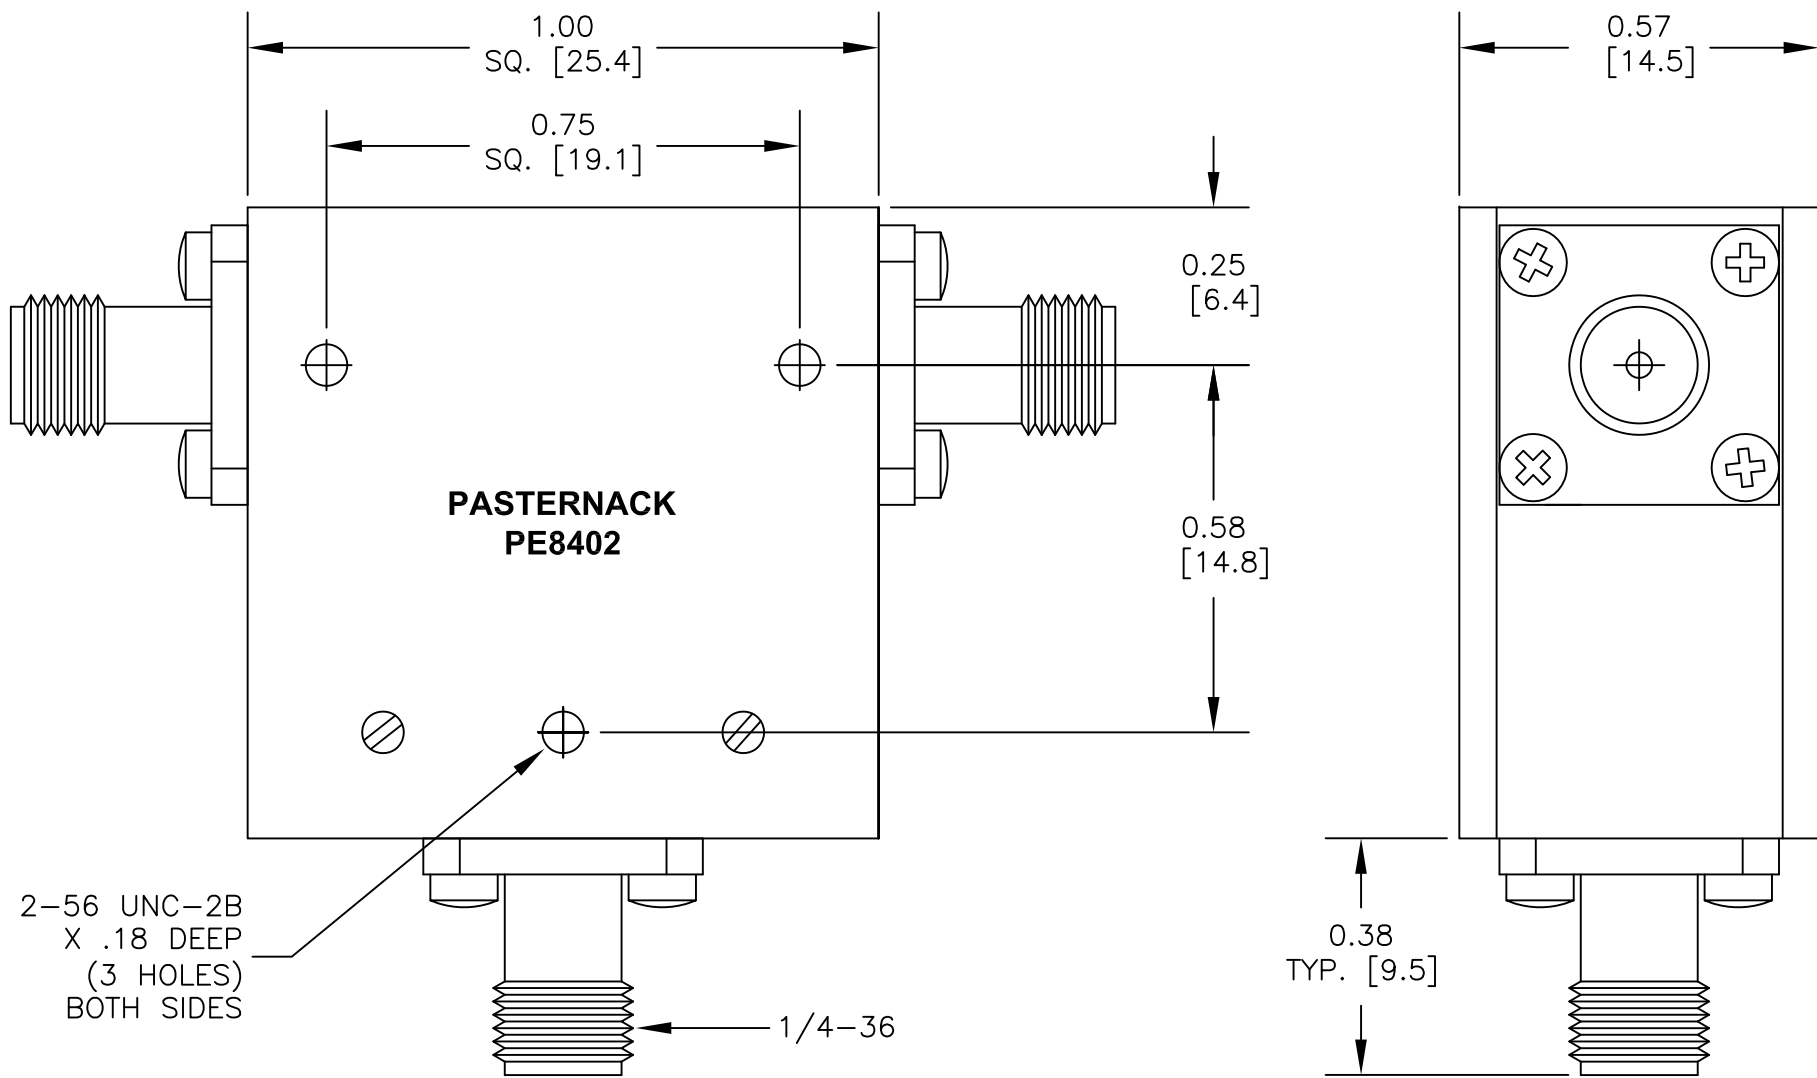 1.00
SQ. [25.4]
0.57
[14.5]
0.75
SQ. [19.1]
0.25
[6.4]
PASTERNACK
PE8402
0.58
[14.8]
2-56 UNC-2B
X .18 DEEP
(3 HOLES)
BOTH SIDES
0.38
TYP. [9.5]
1/4-36